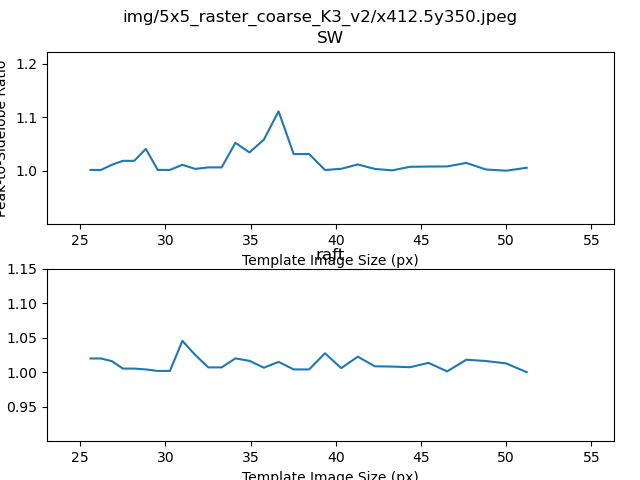 img/5x5_raster_coarse_K3_v2/x412.5y350.jpeg
SW
Peak-to-Sidelobe Ratio
1.2
1.1
1.0
25 30 35 40 45 50 55
Template Image Size (px)
raft
1.15
1.10
1.05
1.00
0.95
25 30 35 40 45 50 55
Template Image Size (px)